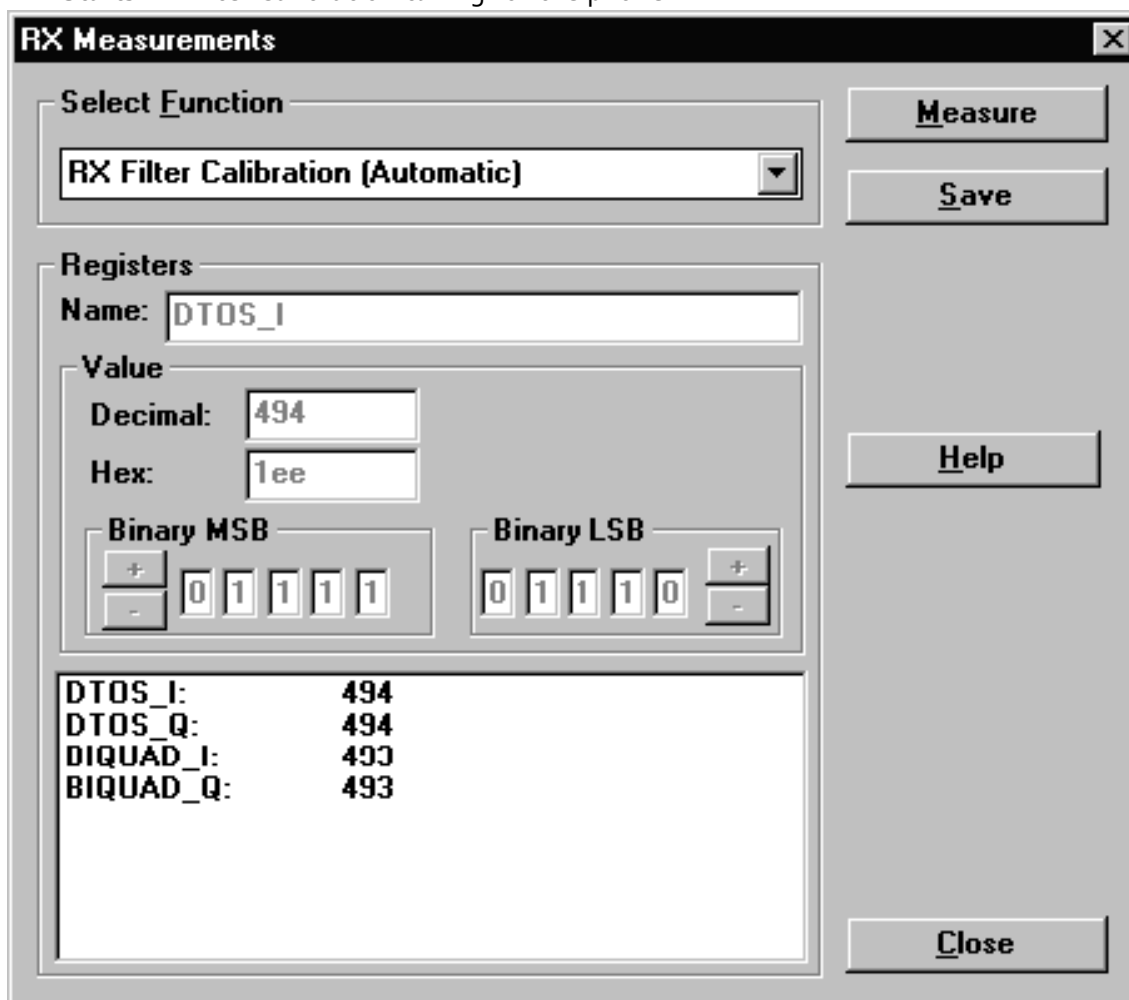 RX Measurements
Select Function
RX Filter Calibration (Automatic)
Measure
Save
Registers
Name: DTOS_I
Value
Decimal: 494
Hex: 1ee
Help
Binary MSB
+
-
0 1 1 1 1
Binary LSB
0 1 1 1 0
+
-
DTOS_I: 494
DTOS_Q: 494
BIQUAD_I: 493
BIQUAD_Q: 493
Close